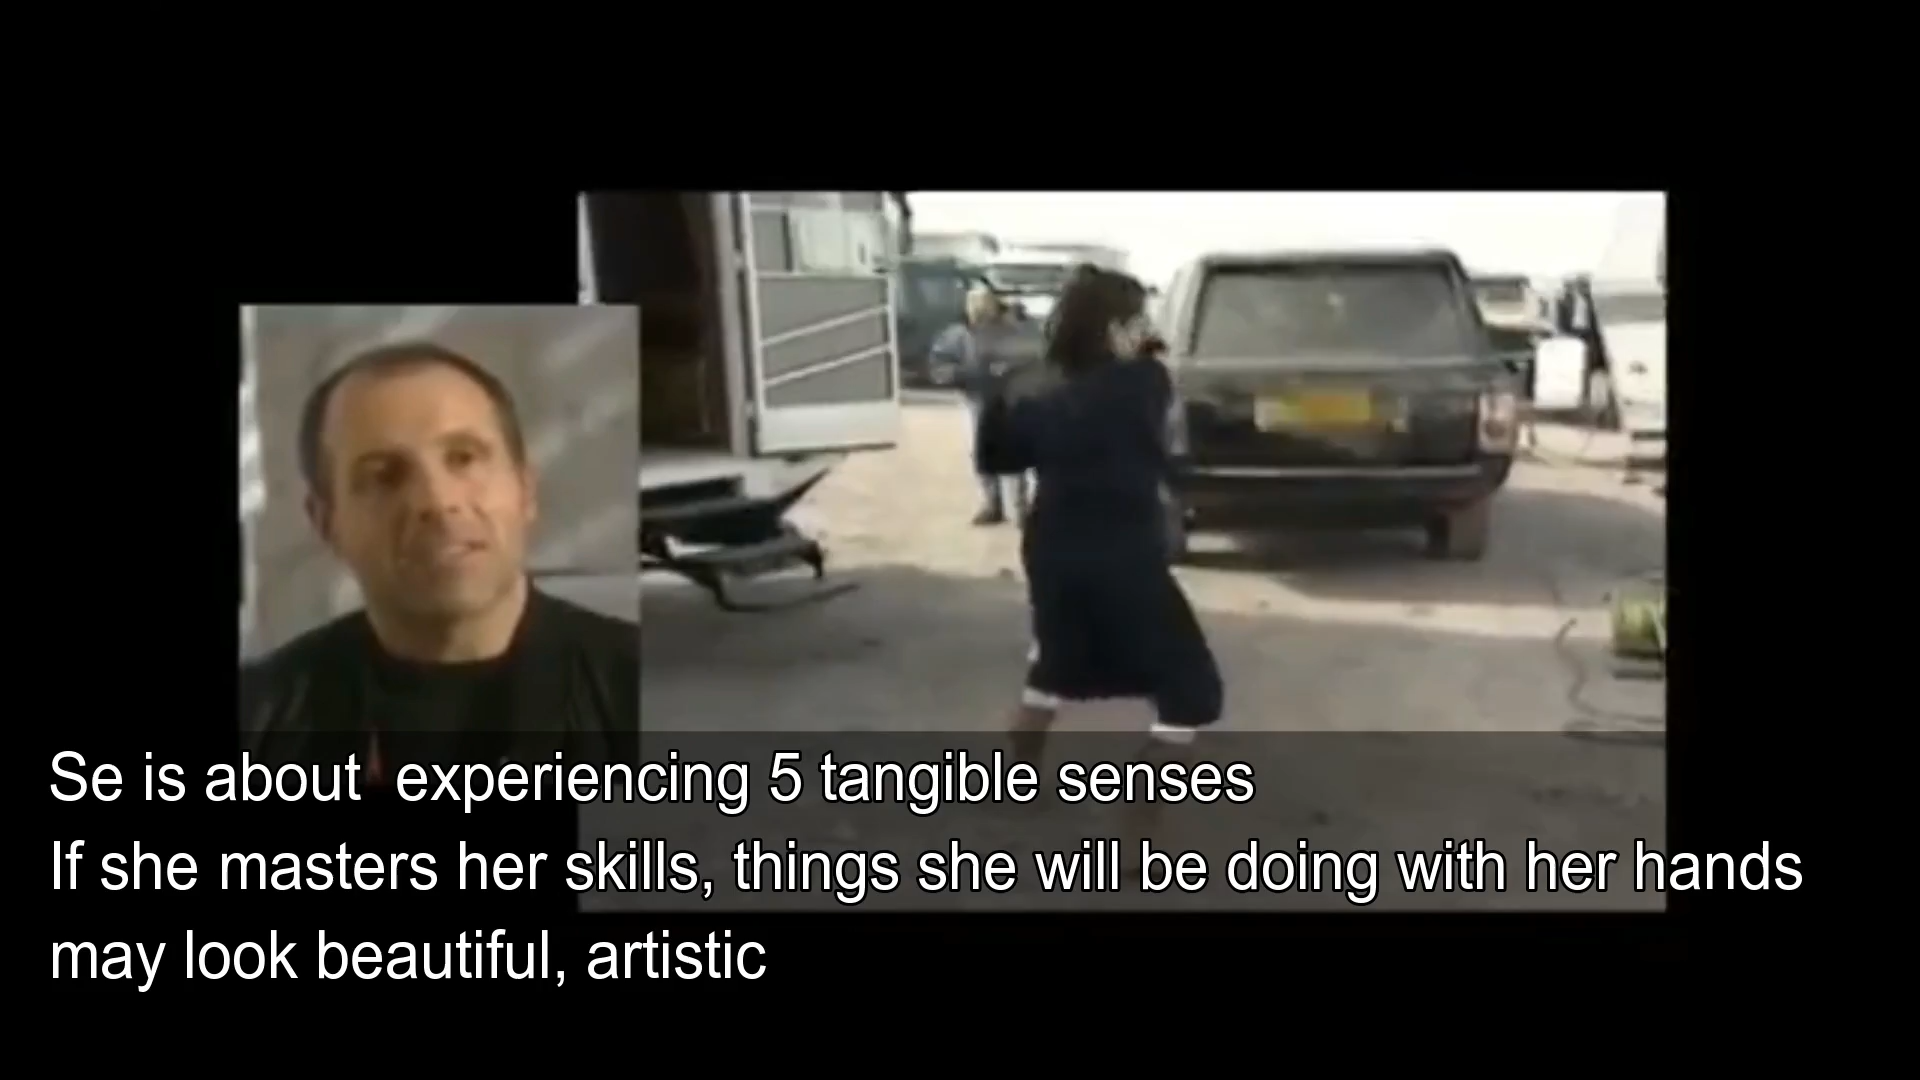 Se is about  experiencing 5 tangible senses
If she masters her skills, things she will be doing with her hands
may look beautiful, artistic